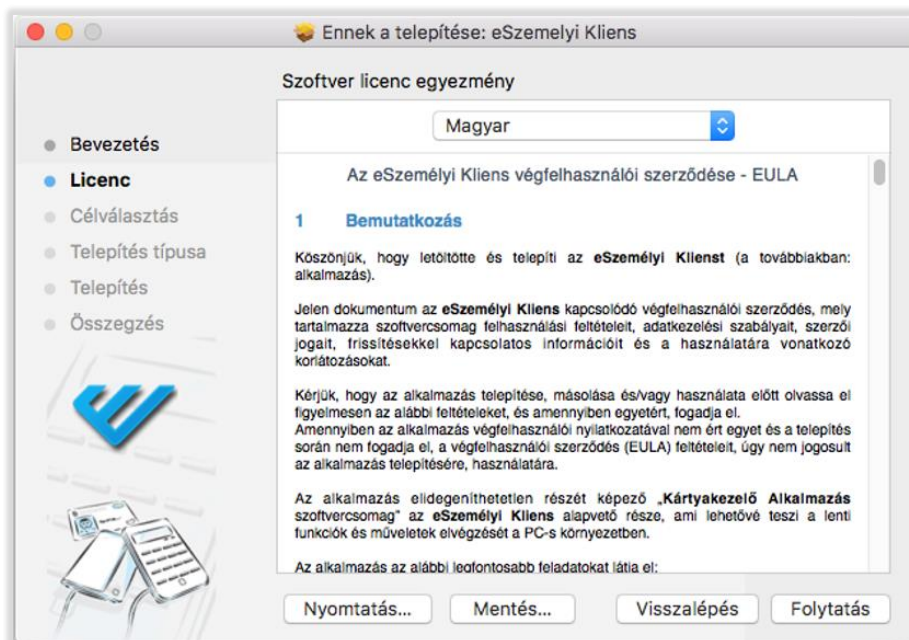 Ennek a telepítése: eSzemelyi Kliens
Szoftver licenc egyezmény
Bevezetés
Licenc
Célválasztás
Telepítés típusa
Telepítés
Összegzés
Magyar
Az eSzemélyi Kliens végfelhasználói szerződése - EULA
1 Bemutatkozás
Köszönjük, hogy letöltötte és telepíti az eSzemélyi Klienst (a továbbiakban:
alkalmazás).
Jelen dokumentum az eSzemélyi Kliens kapcsolódó végfelhasználói szerződés, mely
tartalmazza szoftvercsomag felhasználási feltételeit, adatkezelési szabályait, szerzői
jogait, frissítésekkel kapcsolatos információit és a használatára vonatkozó
korlátozásokat.
Kérjük, hogy az alkalmazás telepítése, másolása és/vagy használata előtt olvassa el
figyelmesen az alábbi feltételeket, és amennyiben egyetért, fogadja el.
Amennyiben az alkalmazás végfelhasználói nyilatkozatával nem ért egyet és a telepítés
során nem fogadja el, a végfelhasználói szerződés (EULA) feltételeit, úgy nem jogosult
az alkalmazás telepítésére, használatára.
Az alkalmazás elidegeníthetetlen részét képező „Kártyakezelő Alkalmazás
szoftvercsomag" az eSzemélyi Kliens alapvető része, ami lehetővé teszi a lenti
funkciók és műveletek elvégzését a PC-s környezetben.
Az alkalmazás az alábbi legfontosabb feladatokat látja el:
Nyomtatás...
Mentés...
Visszalépés
Folytatás